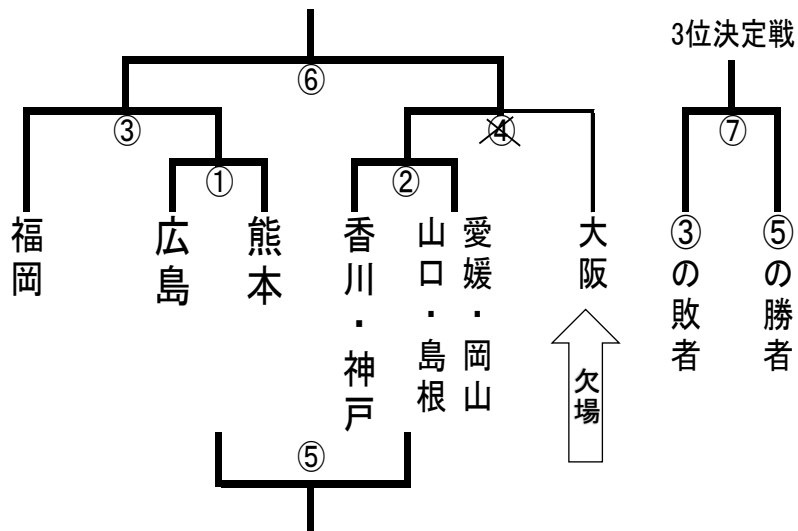 3位決定戦
⑥
③
④
⑦
①
②
福岡
広島
熊本
香川・神戸
山口・島根
愛媛・岡山
大阪
③の敗者
⑤の勝者
欠場
⑤